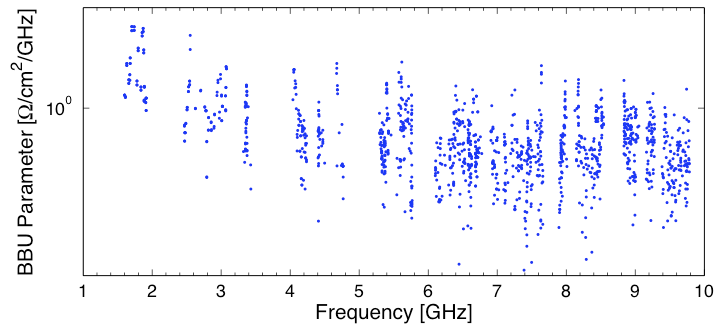 BBU Parameter [Ω/cm²/GHz]
10⁰
1 2 3 4 5 6 7 8 9 10
Frequency [GHz]